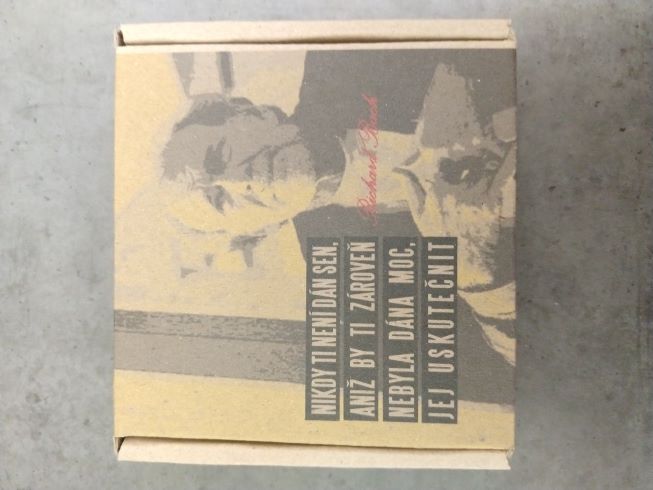 NIKDY TI NENÍ DÁN SEN,
ANIŽ BY TI ZÁROVEŇ
NEBYLA DÁNA MOC,
JEJ USKUTEČNIT
Richard Bach